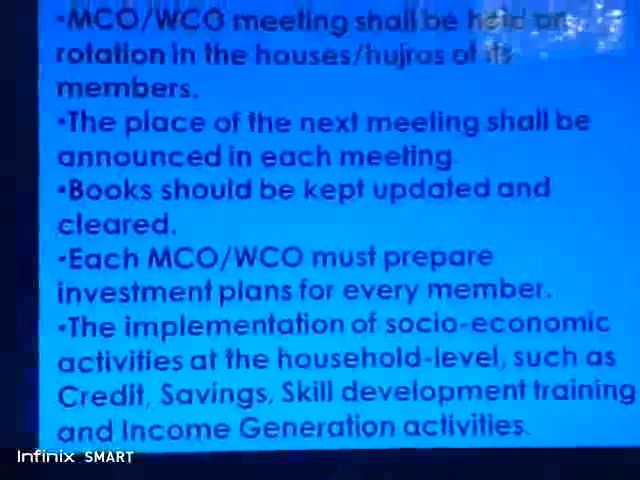 •MCO/WCO meeting shall be held on
rotation in the houses/hujras of its
members.
•The place of the next meeting shall be
announced in each meeting.
•Books should be kept updated and
cleared.
•Each MCO/WCO must prepare
investment plans for every member.
•The implementation of socio-economic
activities at the household-level, such as
Credit, Savings, Skill development training
and Income Generation activities.
Infinix SMART